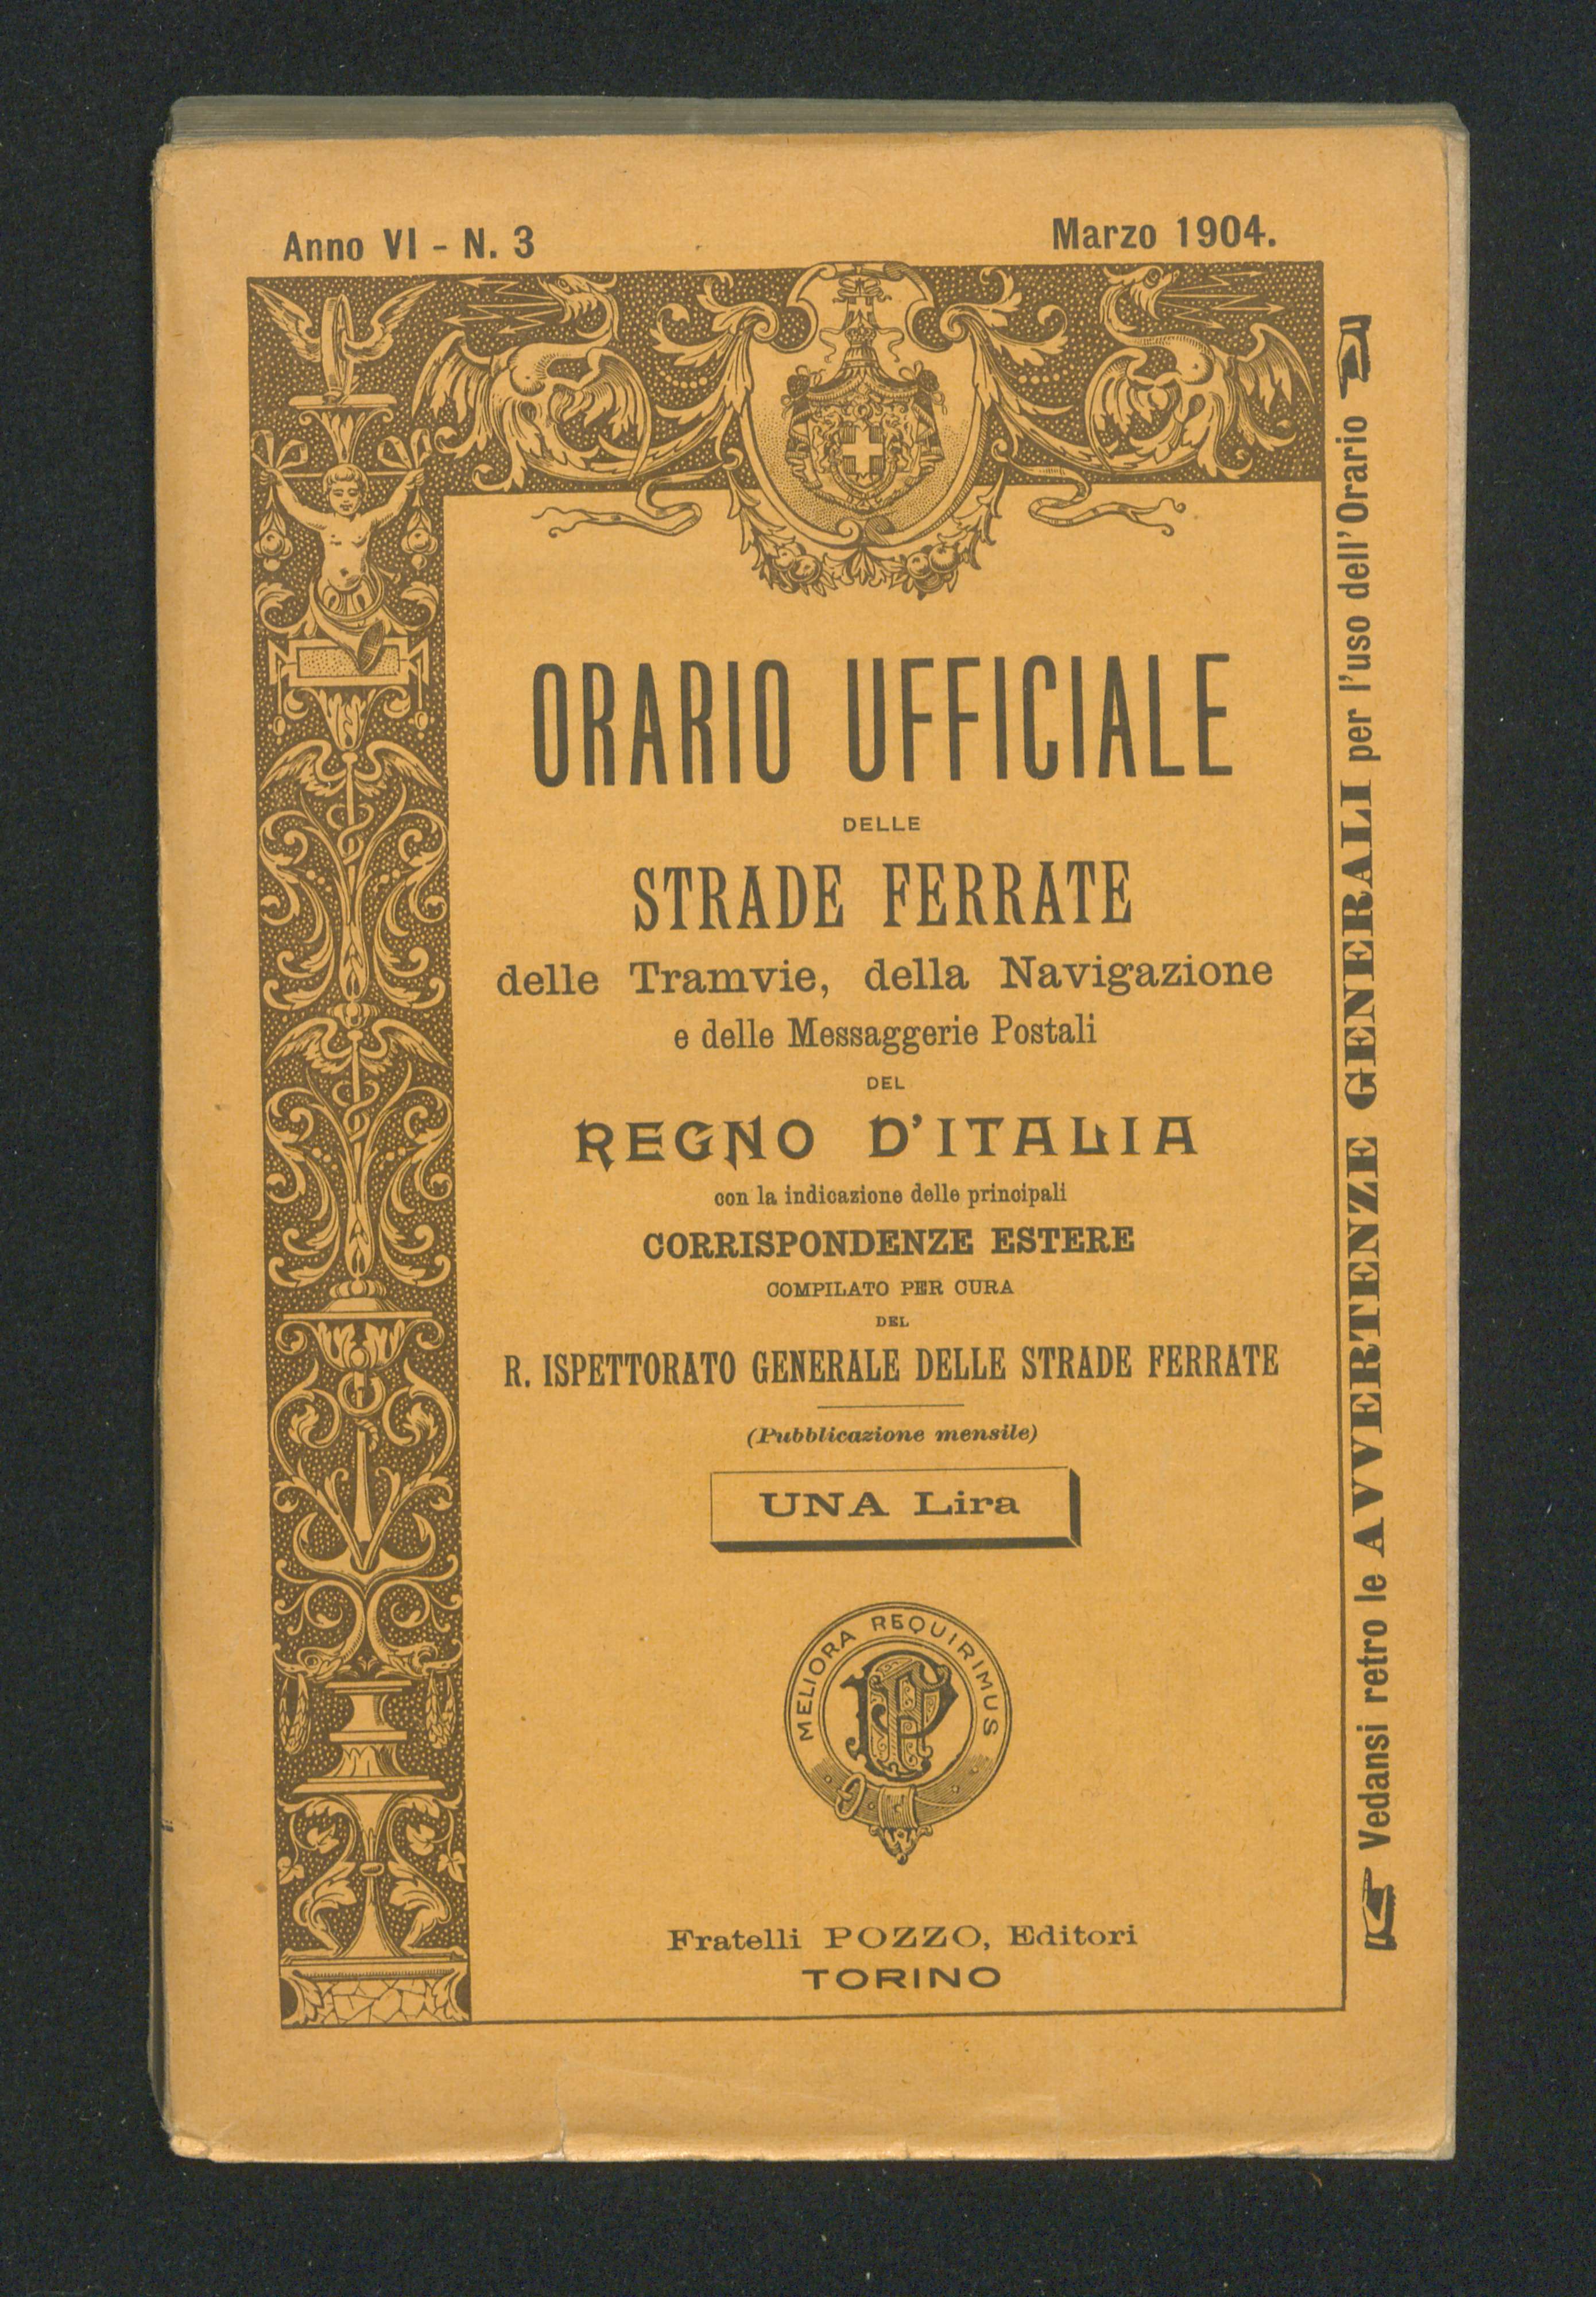 Anno VI - N. 3
Marzo 1904.
ORARIO UFFICIALE
DELLE
STRADE FERRATE
delle Tramvie, della Navigazione
e delle Messaggerie Postali
DEL
REGNO D'ITALIA
con la indicazione delle principali
CORRISPONDENZE ESTERE
COMPILATO PER CURA
DEL
R. ISPETTORATO GENERALE DELLE STRADE FERRATE
(Pubblicazione mensile)
UNA Lira
MELIORA REQUIRIMUS
Fratelli POZZO, Editori
TORINO
Vedansi retro le AVVERTENZE GENERALI per l'uso dell'Orario